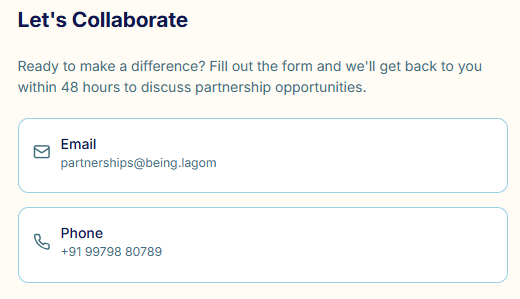 Let's Collaborate
Ready to make a difference? Fill out the form and we'll get back to you
within 48 hours to discuss partnership opportunities.
Email
partnerships@being.lagom
Phone
+91 99798 80789